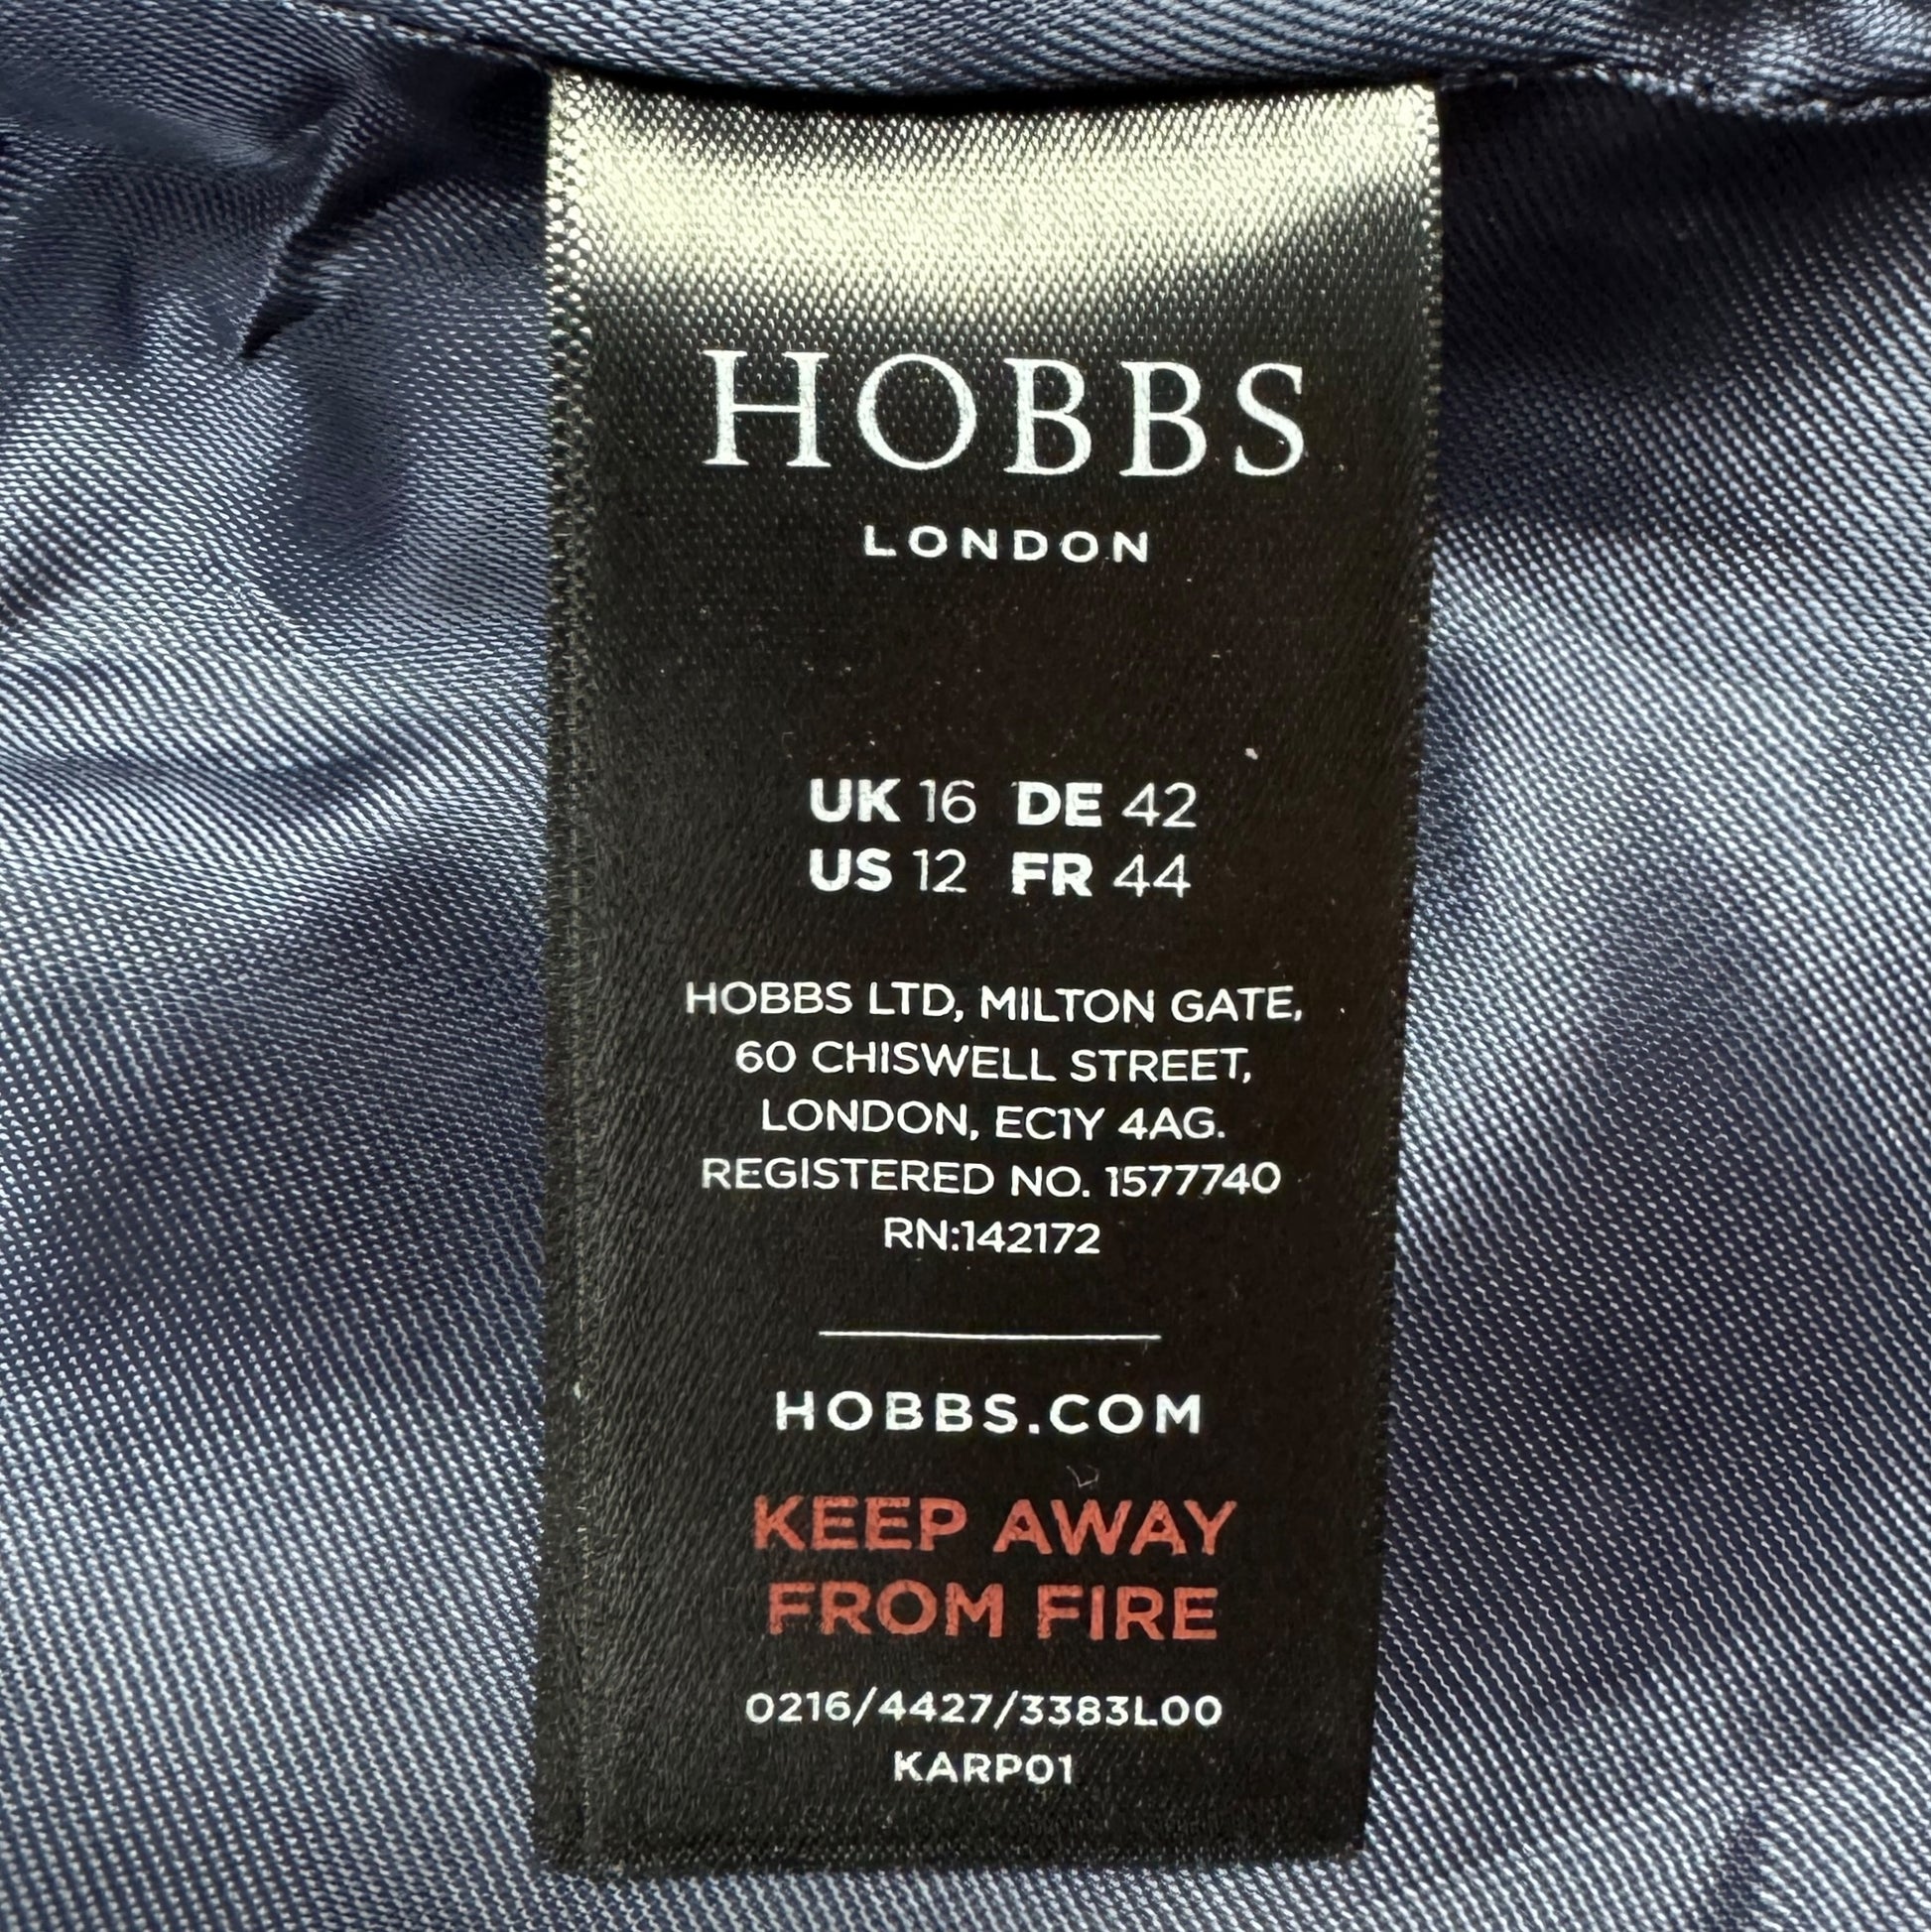 HOBBS
LONDON
UK 16 DE 42
US 12 FR 44
HOBBS LTD, MILTON GATE,
60 CHISWELL STREET,
LONDON, EC1Y 4AG.
REGISTERED NO. 1577740
RN:142172
HOBBS.COM
KEEP AWAY
FROM FIRE
0216/4427/3383L00
KARP01